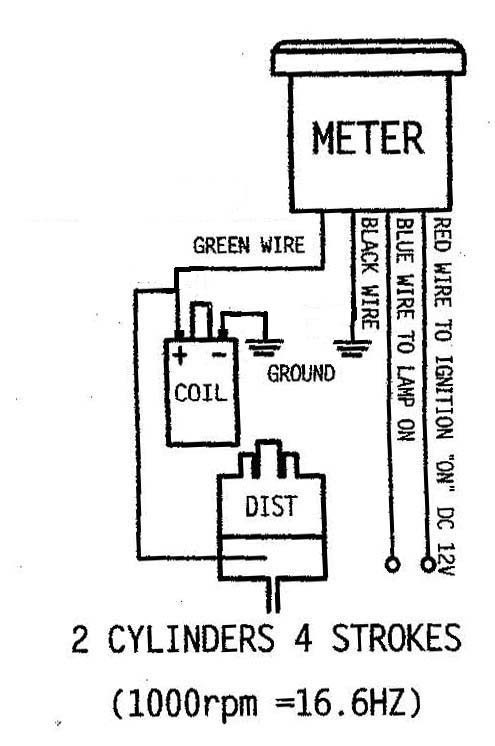 METER
GREEN WIRE
BLACK WIRE
BLUE WIRE TO LAMP ON
RED WIRE TO IGNITION "ON" DC 12V
+ -
COIL
GROUND
DIST
2 CYLINDERS 4 STROKES
(1000rpm =16.6HZ)